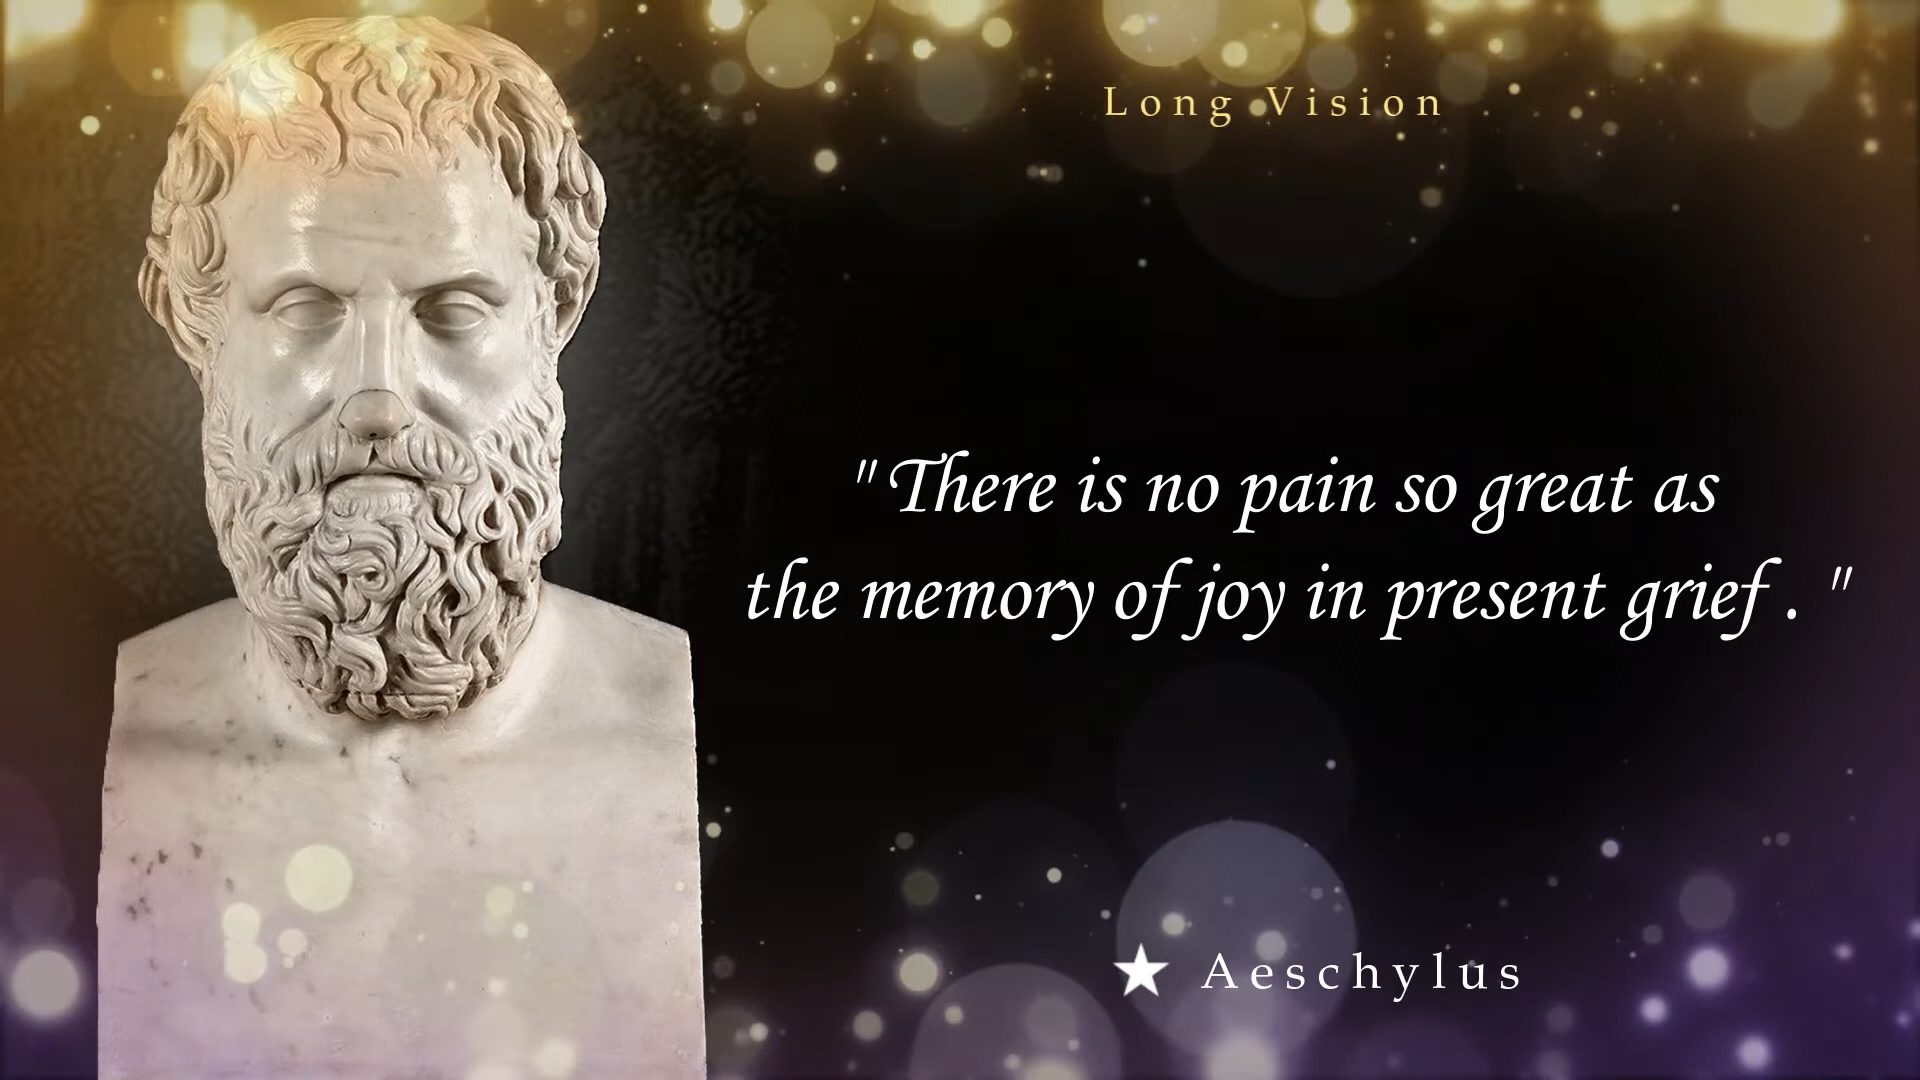 Long Vision
"There is no pain so great as
the memory of joy in present grief . "
Aeschylus